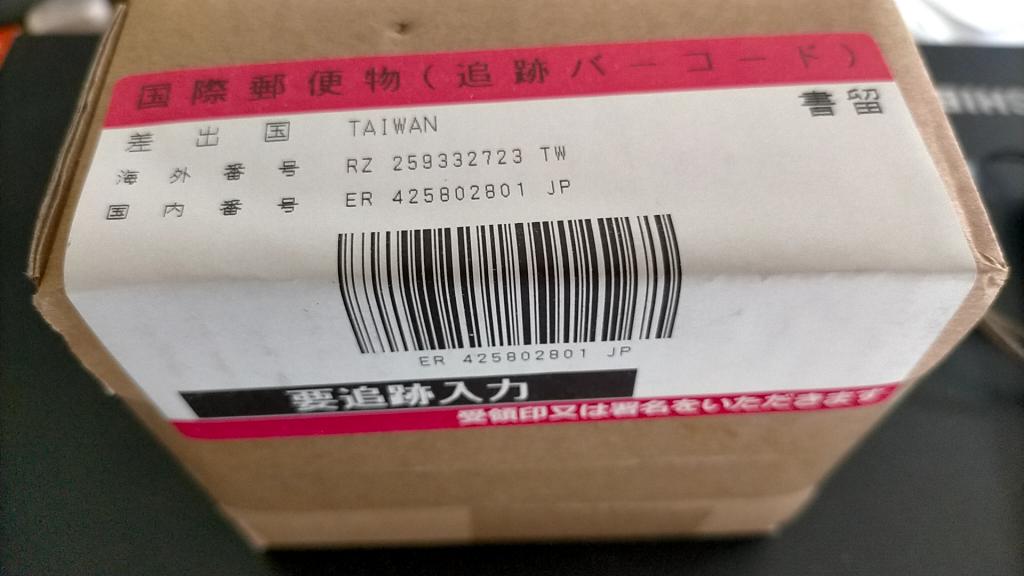 国際郵便物(追跡バーコード)
書留
差出国 TAIWAN
海外番号 RZ 259332723 TW
国内番号 ER 425802801 JP
ER 425802801 JP
要追跡入力
受領印又は署名をいただきます